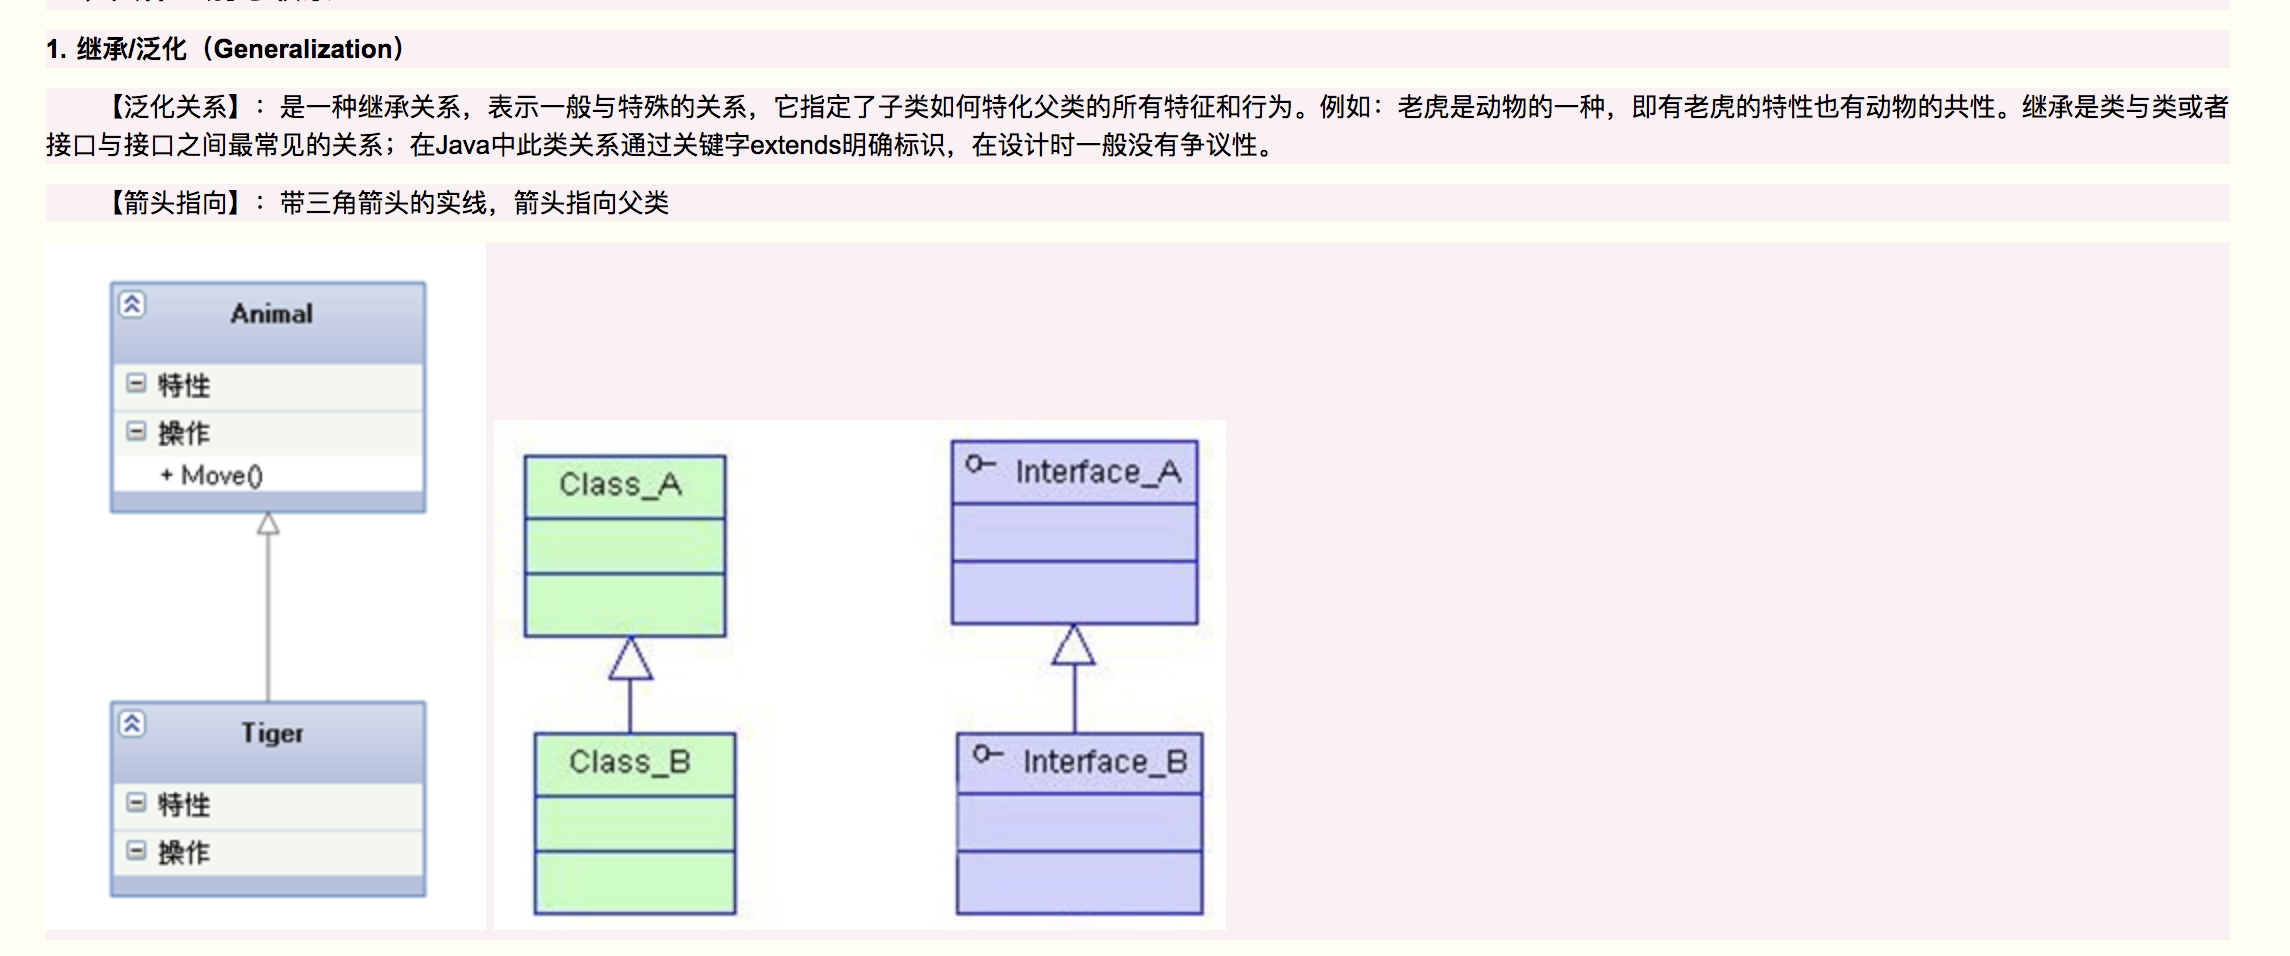 1. 继承/泛化（Generalization）
【泛化关系】：是一种继承关系，表示一般与特殊的关系，它指定了子类如何特化父类的所有特征和行为。例如：老虎是动物的一种，即有老虎的特性也有动物的共性。继承是类与类或者
接口与接口之间最常见的关系；在Java中此类关系通过关键字extends明确标识，在设计时一般没有争议性。
【箭头指向】：带三角箭头的实线，箭头指向父类
Animal
特性
操作
+ Move()
Tiger
特性
操作
Class_A
Class_B
Interface_A
Interface_B